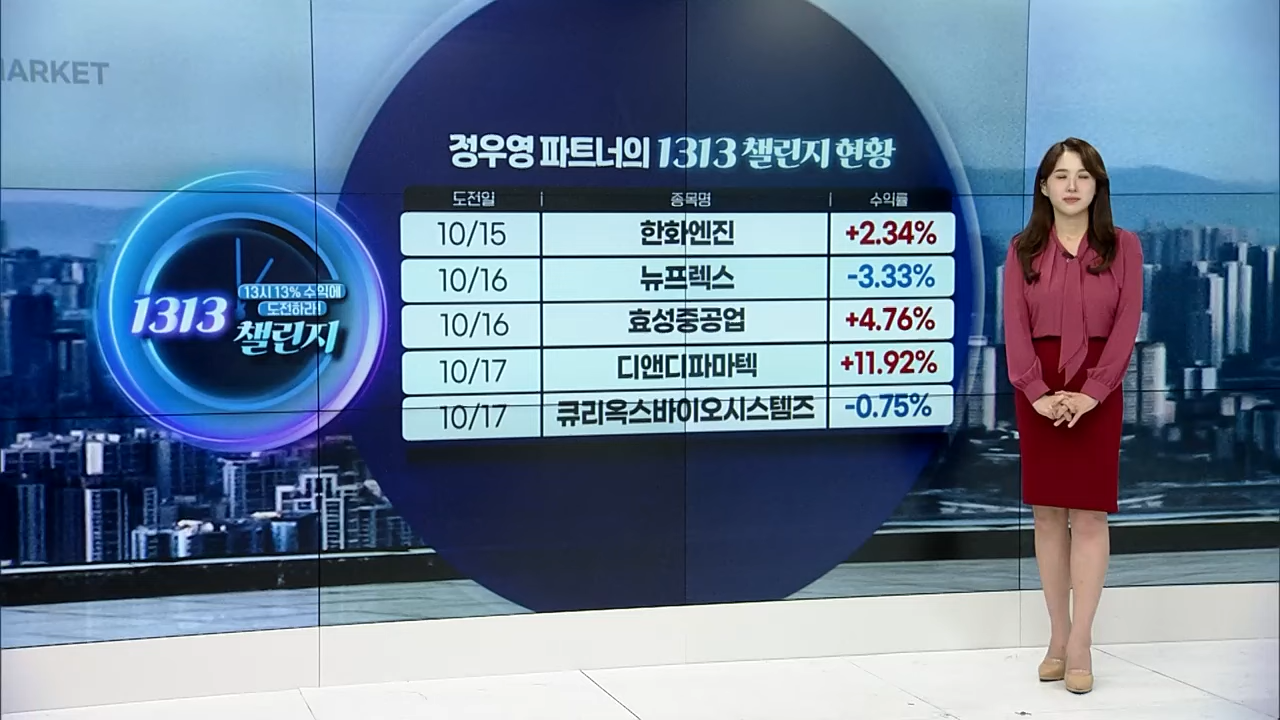 MARKET
정우영 파트너의 1313 챌린지 현황
도전일 종목명 수익률
10/15 한화엔진 +2.34%
10/16 뉴프렉스 -3.33%
10/16 효성중공업 +4.76%
10/17 디앤디파마텍 +11.92%
10/17 큐리옥스바이오시스템즈 -0.75%
13시 13% 수익에
도전하라!
1313
챌린지